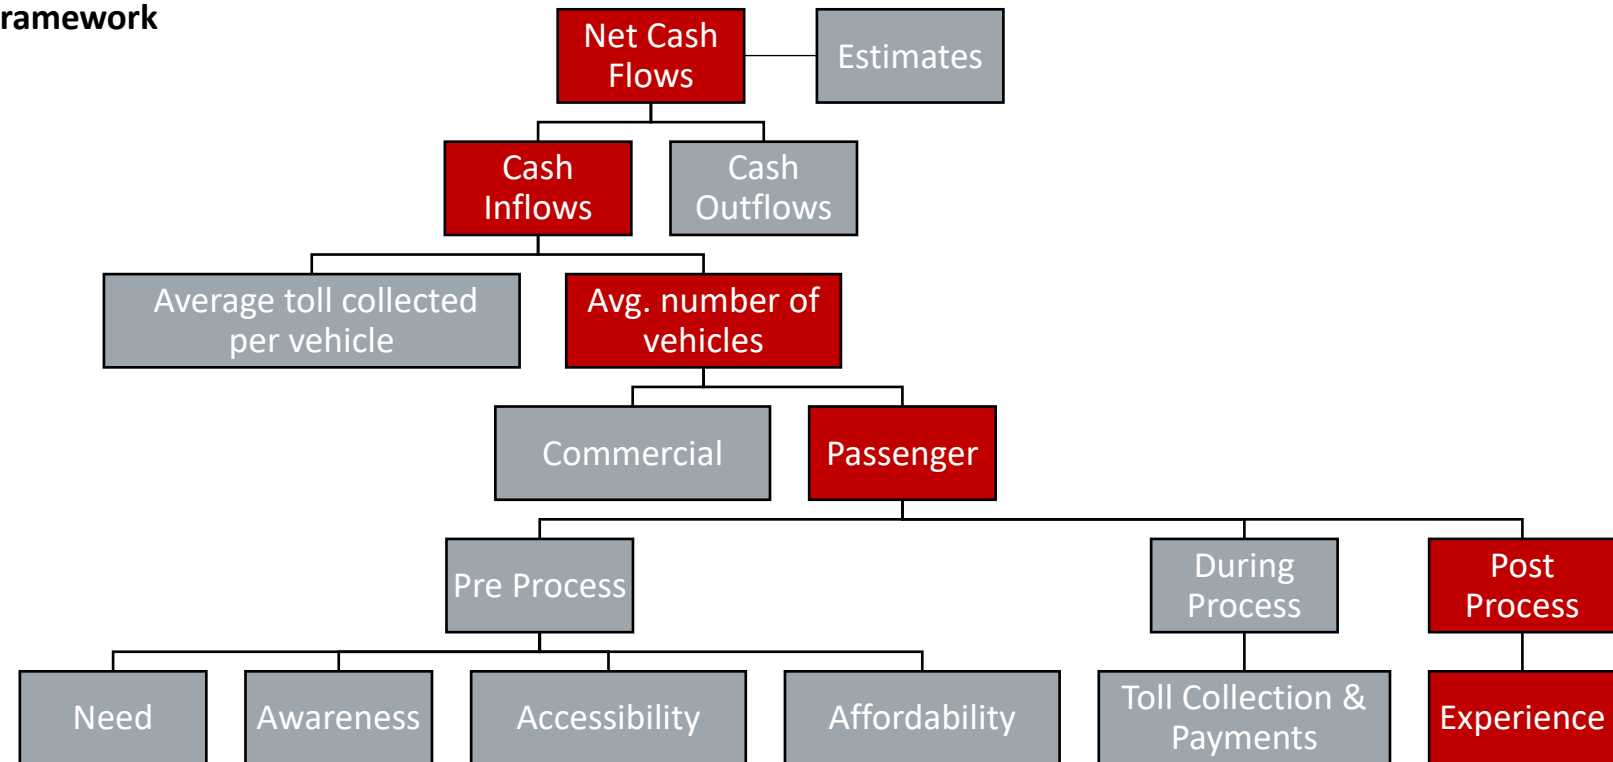 ramework
Net Cash
Flows
Estimates
Cash
Inflows
Cash
Outflows
Average toll collected
per vehicle
Avg. number of
vehicles
Commercial
Passenger
Pre Process
During
Process
Post
Process
Need
Awareness
Accessibility
Affordability
Toll Collection &
Payments
Experience